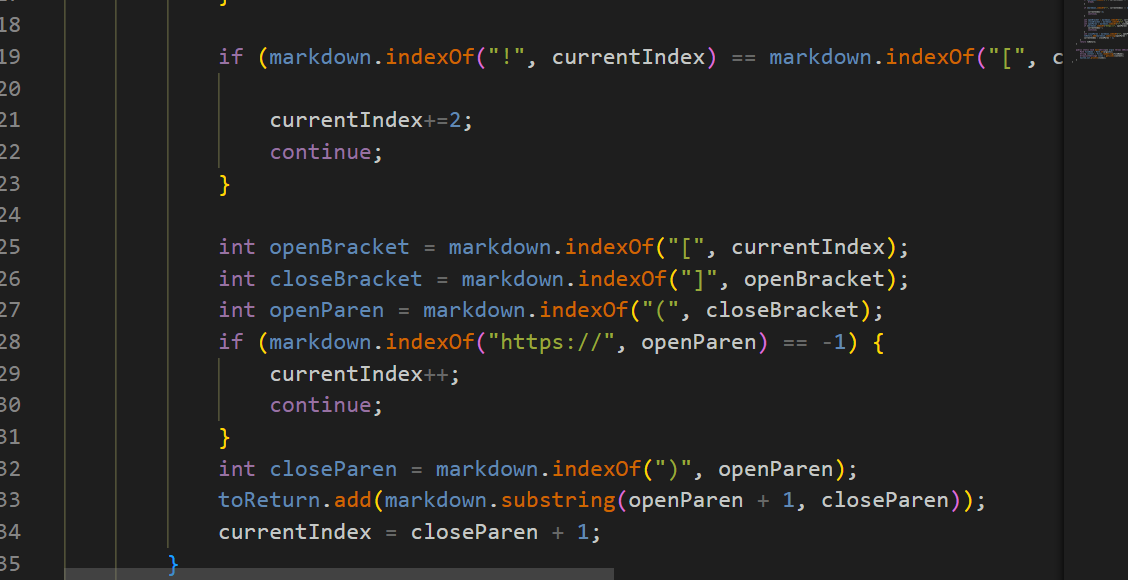 18
19 if (markdown.indexOf("!", currentIndex) == markdown.indexOf("[", c
20
21 currentIndex+=2;
22 continue;
23 }
24
25 int openBracket = markdown.indexOf("[", currentIndex);
26 int closeBracket = markdown.indexOf("]", openBracket);
27 int openParen = markdown.indexOf("(", closeBracket);
28 if (markdown.indexOf("https://", openParen) == -1) {
29 currentIndex++;
30 continue;
31 }
32 int closeParen = markdown.indexOf(")", openParen);
33 toReturn.add(markdown.substring(openParen + 1, closeParen));
34 currentIndex = closeParen + 1;
35 }